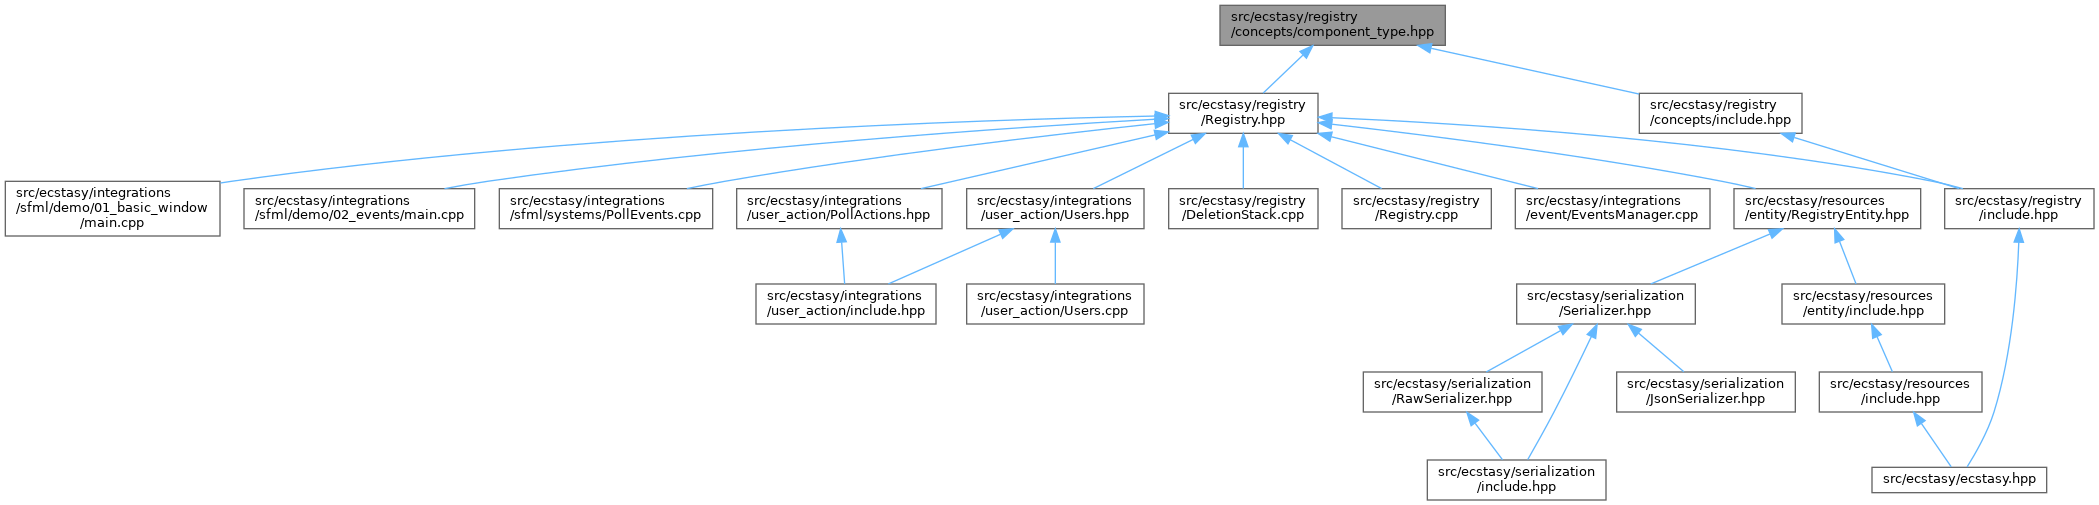 src/ecstasy/registry
/concepts/component_type.hpp
src/ecstasy/registry
/Registry.hpp
src/ecstasy/registry
/concepts/include.hpp
src/ecstasy/integrations
/sfml/demo/01_basic_window
/main.cpp
src/ecstasy/integrations
/sfml/demo/02_events/main.cpp
src/ecstasy/integrations
/sfml/systems/PollEvents.cpp
src/ecstasy/integrations
/user_action/PollActions.hpp
src/ecstasy/integrations
/user_action/Users.hpp
src/ecstasy/registry
/DeletionStack.cpp
src/ecstasy/registry
/Registry.cpp
src/ecstasy/integrations
/event/EventsManager.cpp
src/ecstasy/resources
/entity/RegistryEntity.hpp
src/ecstasy/registry
/include.hpp
src/ecstasy/integrations
/user_action/include.hpp
src/ecstasy/integrations
/user_action/Users.cpp
src/ecstasy/serialization
/Serializer.hpp
src/ecstasy/resources
/entity/include.hpp
src/ecstasy/serialization
/RawSerializer.hpp
src/ecstasy/serialization
/JsonSerializer.hpp
src/ecstasy/resources
/include.hpp
src/ecstasy/serialization
/include.hpp
src/ecstasy/ecstasy.hpp